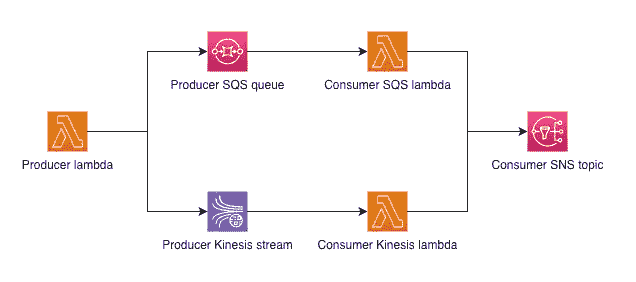 Producer SQS queue
Consumer SQS lambda
Producer lambda
Consumer SNS topic
Producer Kinesis stream
Consumer Kinesis lambda